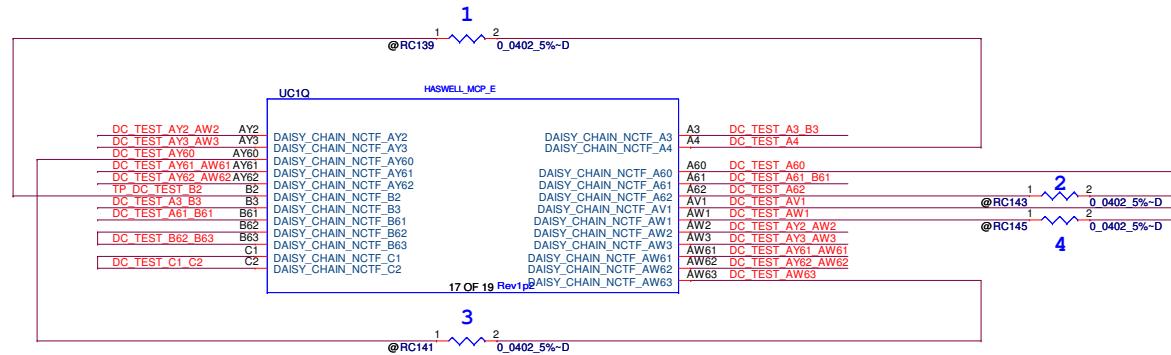 1
1 2
@RC139 0_0402_5%~D
UC1Q HASWELL_MCP_E
DC_TEST_AY2_AW2 AY2 DAISY_CHAIN_NCTF_AY2 DAISY_CHAIN_NCTF_A3 A3 DC_TEST_A3_B3
DC_TEST_AY3_AW3 AY3 DAISY_CHAIN_NCTF_AY3 DAISY_CHAIN_NCTF_A4 A4 DC_TEST_A4
DC_TEST_AY60 AY60 DAISY_CHAIN_NCTF_AY60
DC_TEST_AY61_AW61 AY61 DAISY_CHAIN_NCTF_AY61 DAISY_CHAIN_NCTF_A60 A60 DC_TEST_A60
DC_TEST_AY62_AW62 AY62 DAISY_CHAIN_NCTF_AY62 DAISY_CHAIN_NCTF_A61 A61 DC_TEST_A61_B61
TP_DC_TEST_B2 B2 DAISY_CHAIN_NCTF_B2 DAISY_CHAIN_NCTF_A62 A62 DC_TEST_A62 1 2 2
DC_TEST_A3_B3 B3 DAISY_CHAIN_NCTF_B3 DAISY_CHAIN_NCTF_AV1 AV1 DC_TEST_AV1 @RC143 0_0402_5%~D
DC_TEST_A61_B61 B61 DAISY_CHAIN_NCTF_B61 DAISY_CHAIN_NCTF_AW1 AW1 DC_TEST_AW1 1 2
B62 DAISY_CHAIN_NCTF_B62 DAISY_CHAIN_NCTF_AW2 AW2 DC_TEST_AY2_AW2 @RC145 0_0402_5%~D
DC_TEST_B62_B63 B63 DAISY_CHAIN_NCTF_B63 DAISY_CHAIN_NCTF_AW3 AW3 DC_TEST_AY3_AW3 4
C1 DAISY_CHAIN_NCTF_C1 DAISY_CHAIN_NCTF_AW61 AW61 DC_TEST_AY61_AW61
DC_TEST_C1_C2 C2 DAISY_CHAIN_NCTF_C2 DAISY_CHAIN_NCTF_AW62 AW62 DC_TEST_AY62_AW62
DAISY_CHAIN_NCTF_AW63 AW63 DC_TEST_AW63
17 OF 19 Rev1p2
3
1 2
@RC141 0_0402_5%~D